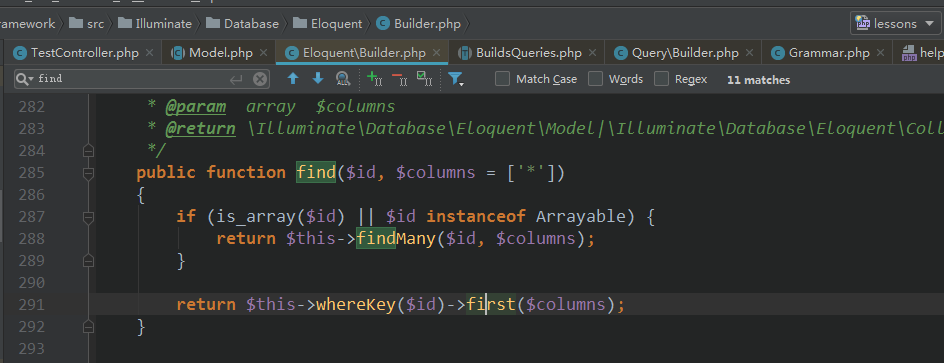 src Illuminate Database Eloquent Builder.php lessons
TestController.php Model.php Eloquent\Builder.php BuildsQueries.php Query\Builder.php Grammar.php
find Match Case Words Regex 11 matches
282 * @param array $columns
283 * @return \Illuminate\Database\Eloquent\Model|\Illuminate\Database\Eloquent\Coll
284 */
285 public function find($id, $columns = ['*'])
286 {
287 if (is_array($id) || $id instanceof Arrayable) {
288 return $this->findMany($id, $columns);
289 }
290
291 return $this->whereKey($id)->first($columns);
292 }
293